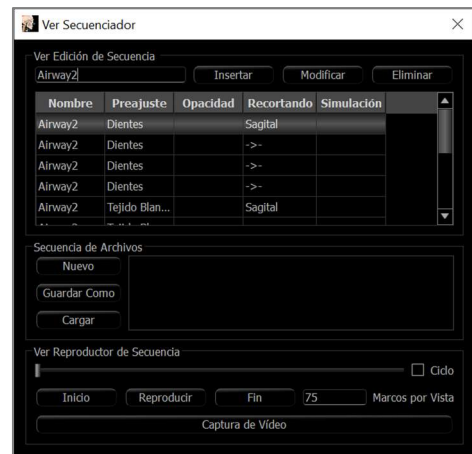 Ver Secuenciador
Ver Edición de Secuencia
Airway2 Insertar Modificar Eliminar
Nombre Preajuste Opacidad Recortando Simulación
Airway2 Dientes Sagital
Airway2 Dientes ->-
Airway2 Dientes ->-
Airway2 Dientes ->-
Airway2 Tejido Blan... Sagital
Secuencia de Archivos
Nuevo
Guardar Como
Cargar
Ver Reproductor de Secuencia
Ciclo
Inicio Reproducir Fin 75 Marcos por Vista
Captura de Vídeo